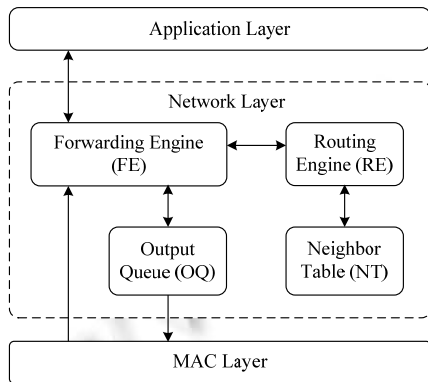 Application Layer
Network Layer
Forwarding Engine
(FE)
Routing
Engine (RE)
Output
Queue (OQ)
Neighbor
Table (NT)
MAC Layer